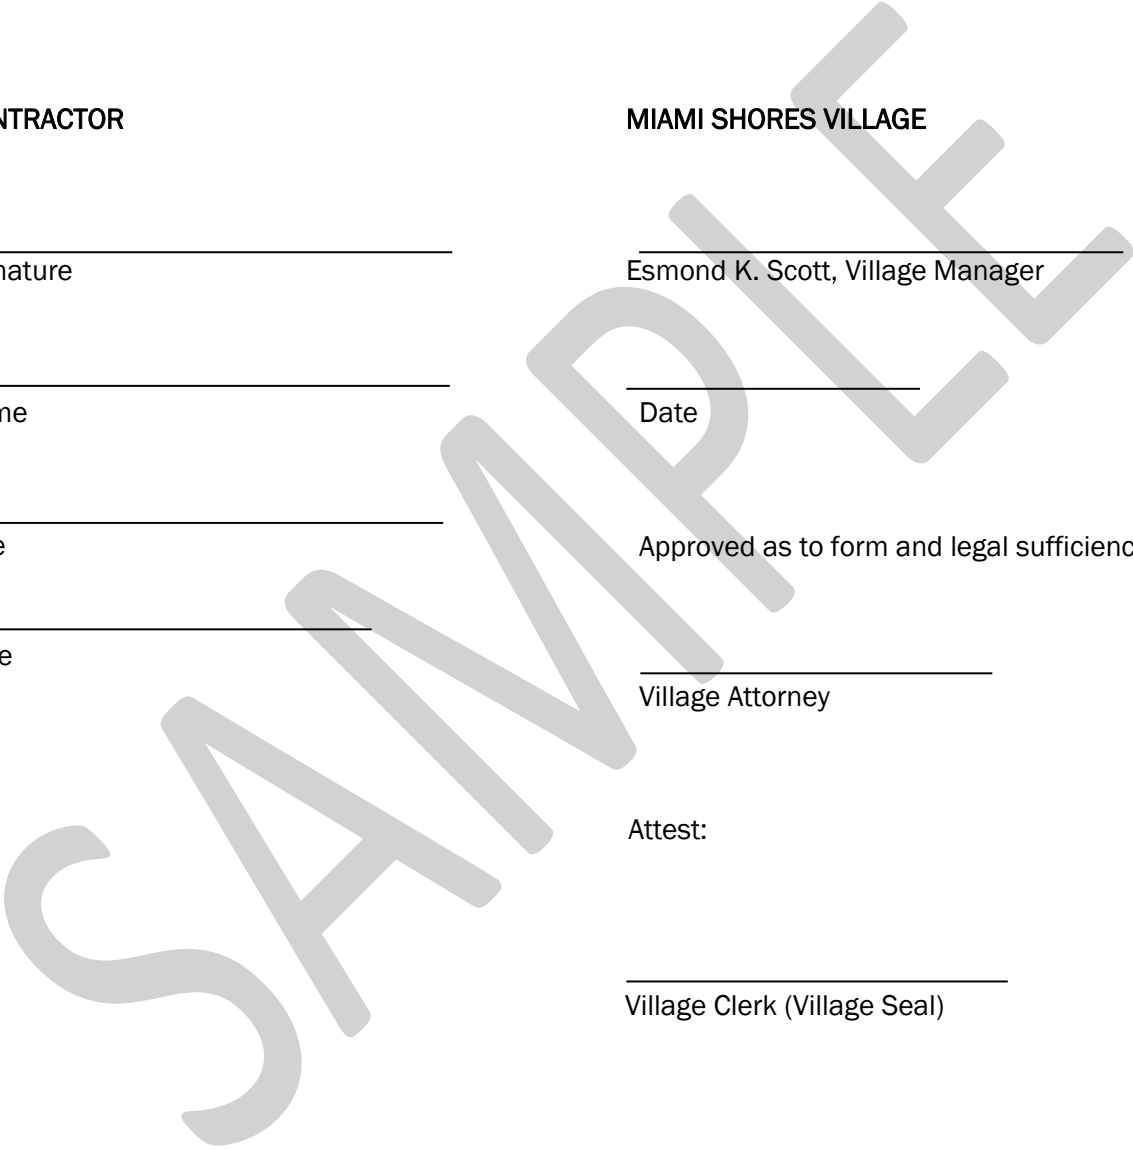 NTRACTOR
nature
me
e
e
MIAMI SHORES VILLAGE
Esmond K. Scott, Village Manager
Date
Approved as to form and legal sufficienc
Village Attorney
Attest:
Village Clerk (Village Seal)
SAMPLE